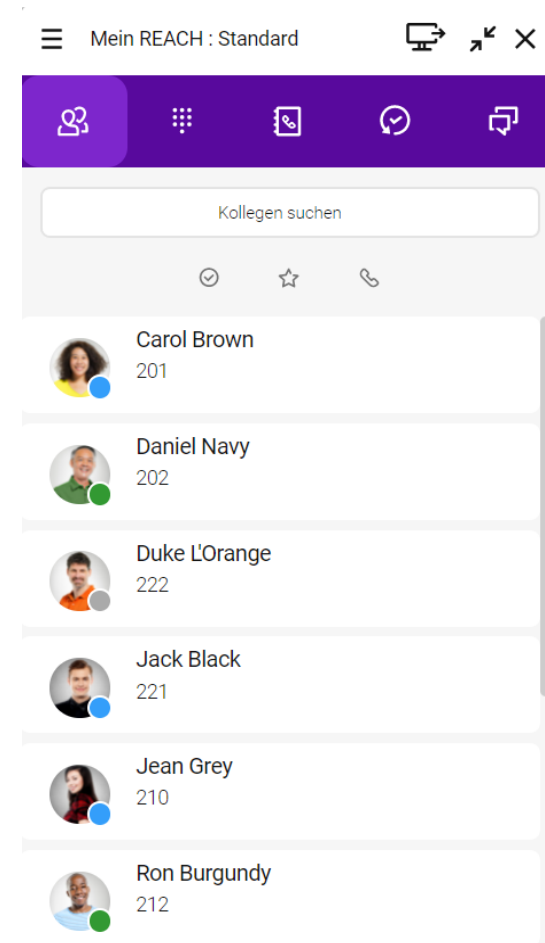 Mein REACH : Standard
Kollegen suchen
Carol Brown
201
Daniel Navy
202
Duke L'Orange
222
Jack Black
221
Jean Grey
210
Ron Burgundy
212